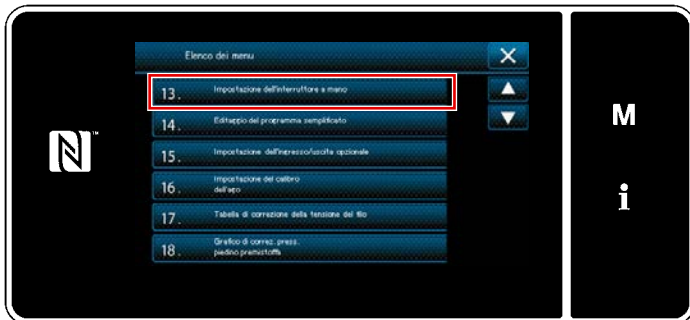 Elenco dei menu
13. Impostazione dell'interruttore a mano
14. Editaggio del programma semplificato
15. Impostazione dell'ingresso/uscita opzionale
16. Impostazione del calibro
dell'ago
17. Tabella di correzione della tensione del filo
18. Grafico di correz. press.
piedino premistoffa
M
i